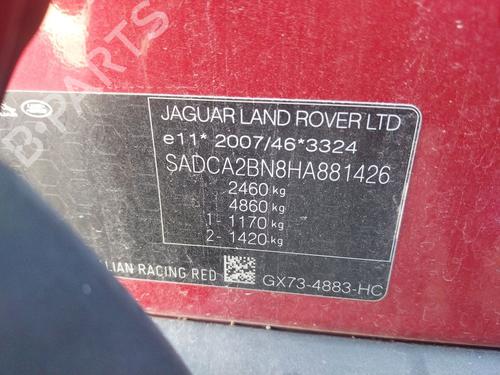 JAGUAR LAND ROVER LTD
e11* 2007/46*3324
SADCA2BN8HA881426
2460 kg
4860 kg
1- 1170 kg
2- 1420 kg
RACING RED
GX73-4883-HC
B-PARTS